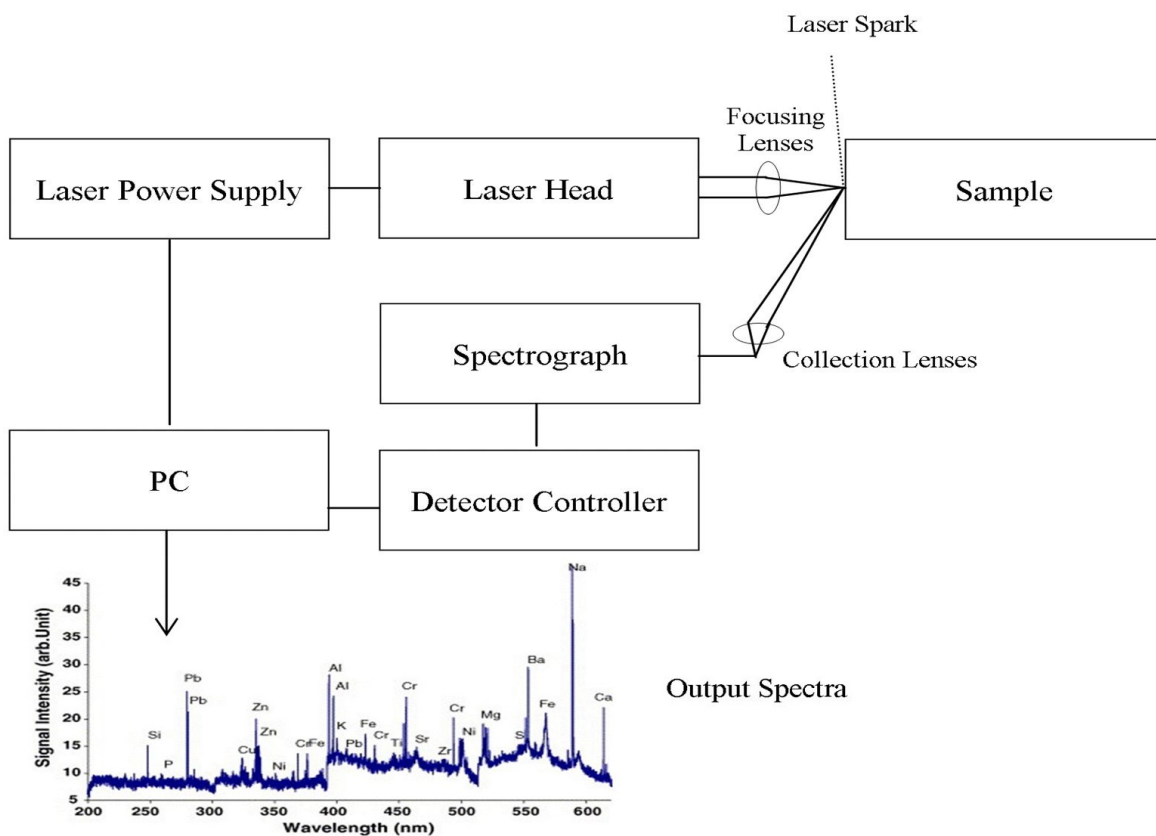 Laser Spark
Focusing
Lenses
Laser Power Supply
Laser Head
Sample
Spectrograph
Collection Lenses
PC
Detector Controller
Output Spectra
Signal Intensity (arb.Unit)
45
40
35
30
25
20
15
10
5
Si
P
Pb
Pb
Cu
Zn
Zn
Ni
Cr
Fe
Al
Al
K
Pb
Fe
Cr
Ti
Cr
Sr
Zr
Cr
Ni
Mg
S
Ba
Fe
Na
Ca
200 250 300 350 400 450 500 550 600
Wavelength (nm)